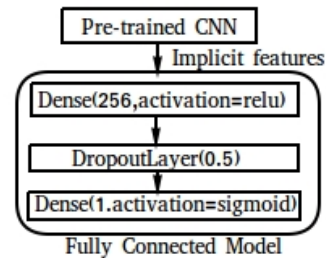 Pre-trained CNN
Implicit features
Dense(256,activation=relu)
DropoutLayer(0.5)
Dense(1.activation=sigmoid)
Fully Connected Model